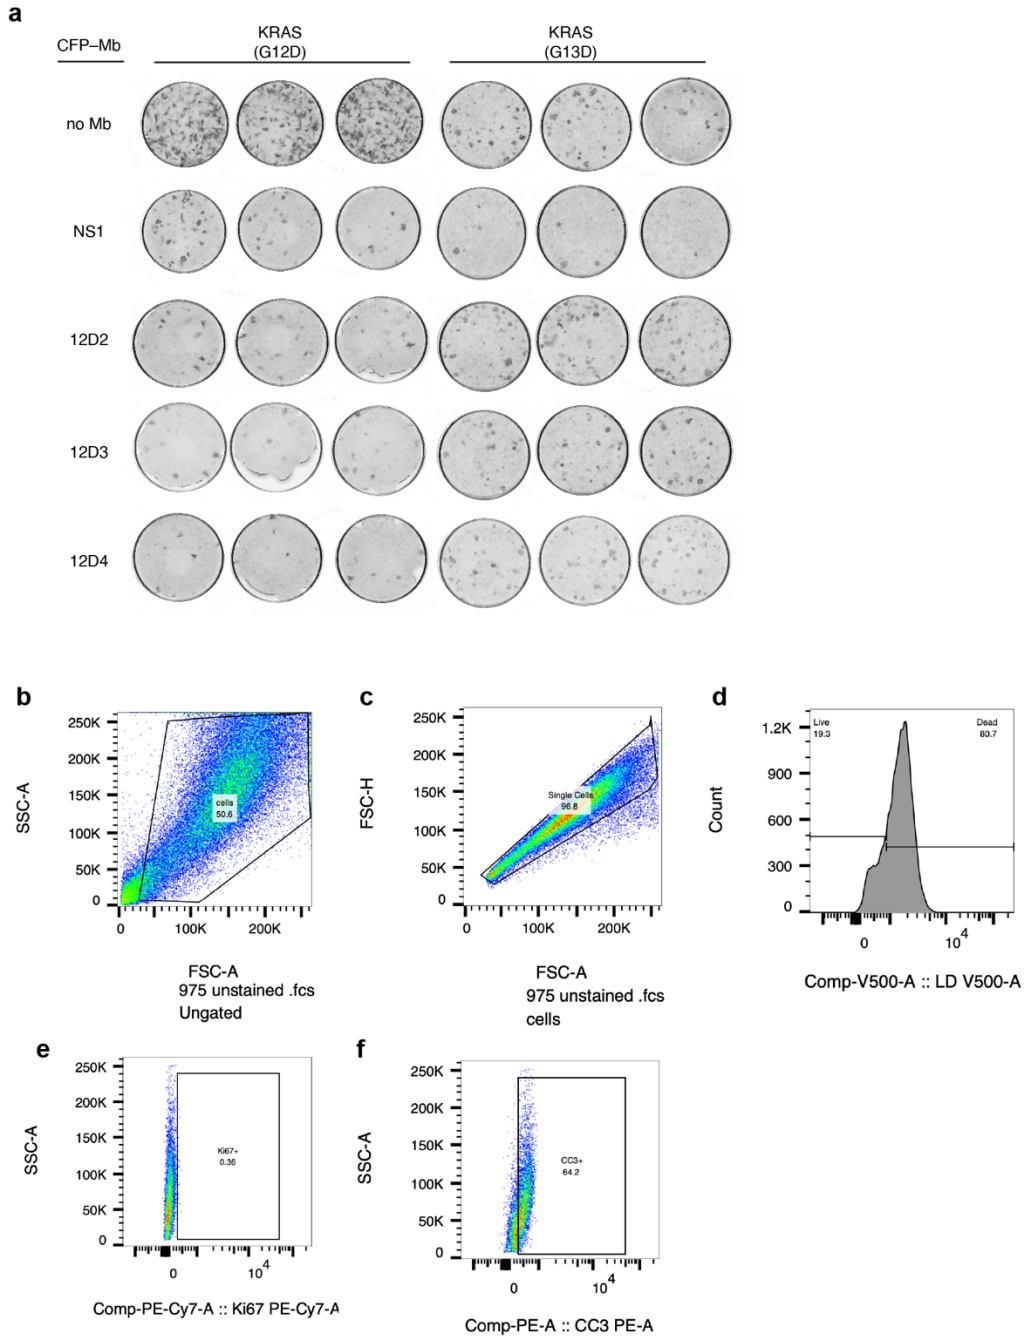 a
CFP–Mb
KRAS
(G12D)
KRAS
(G13D)
no Mb
NS1
12D2
12D3
12D4
b
SSC-A
250K
200K
150K
100K
50K
0
cells
50.6
0
100K
200K
FSC-A
975 unstained .fcs
Ungated
c
FSC-H
250K
200K
150K
100K
50K
0
Single Cells
96.8
0
100K
200K
FSC-A
975 unstained .fcs
cells
d
Count
1.2K
900
600
300
0
Live
19.3
Dead
80.7
0
10^4
Comp-V500-A :: LD V500-A
e
SSC-A
250K
200K
150K
100K
50K
0
Ki67+
0.36
0
10^4
Comp-PE-Cy7-A :: Ki67 PE-Cy7-A
f
SSC-A
250K
200K
150K
100K
50K
0
CC3+
64.2
0
10^4
Comp-PE-A :: CC3 PE-A